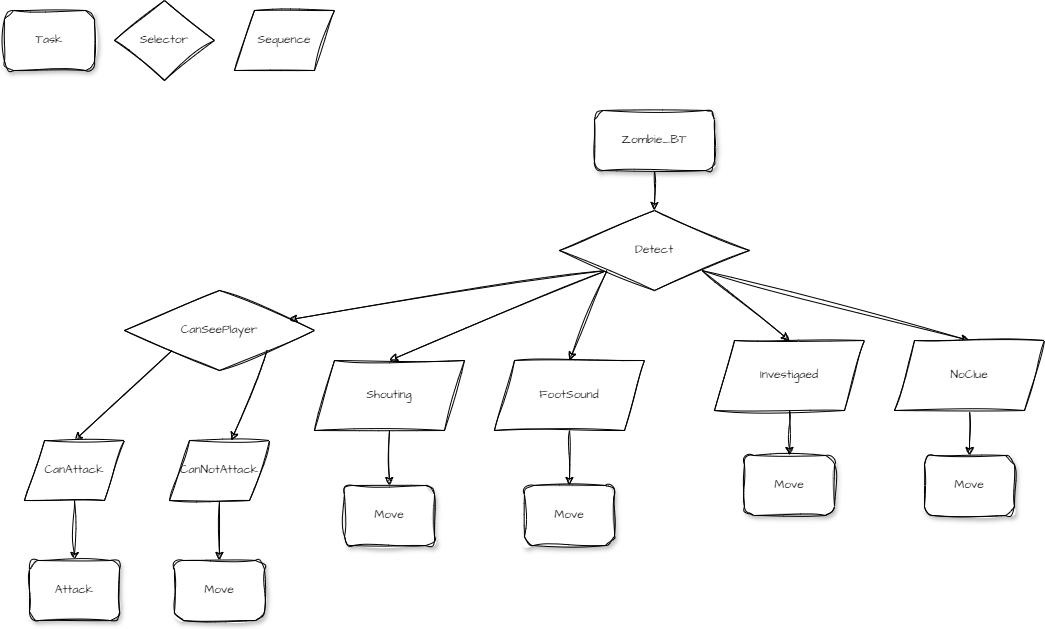 Task
Selector
Sequence
Zombie_BT
Detect
CanSeePlayer
Shouting
FootSound
Investigaed
NoClue
CanAttack
CanNotAttack
Move
Move
Move
Move
Attack
Move